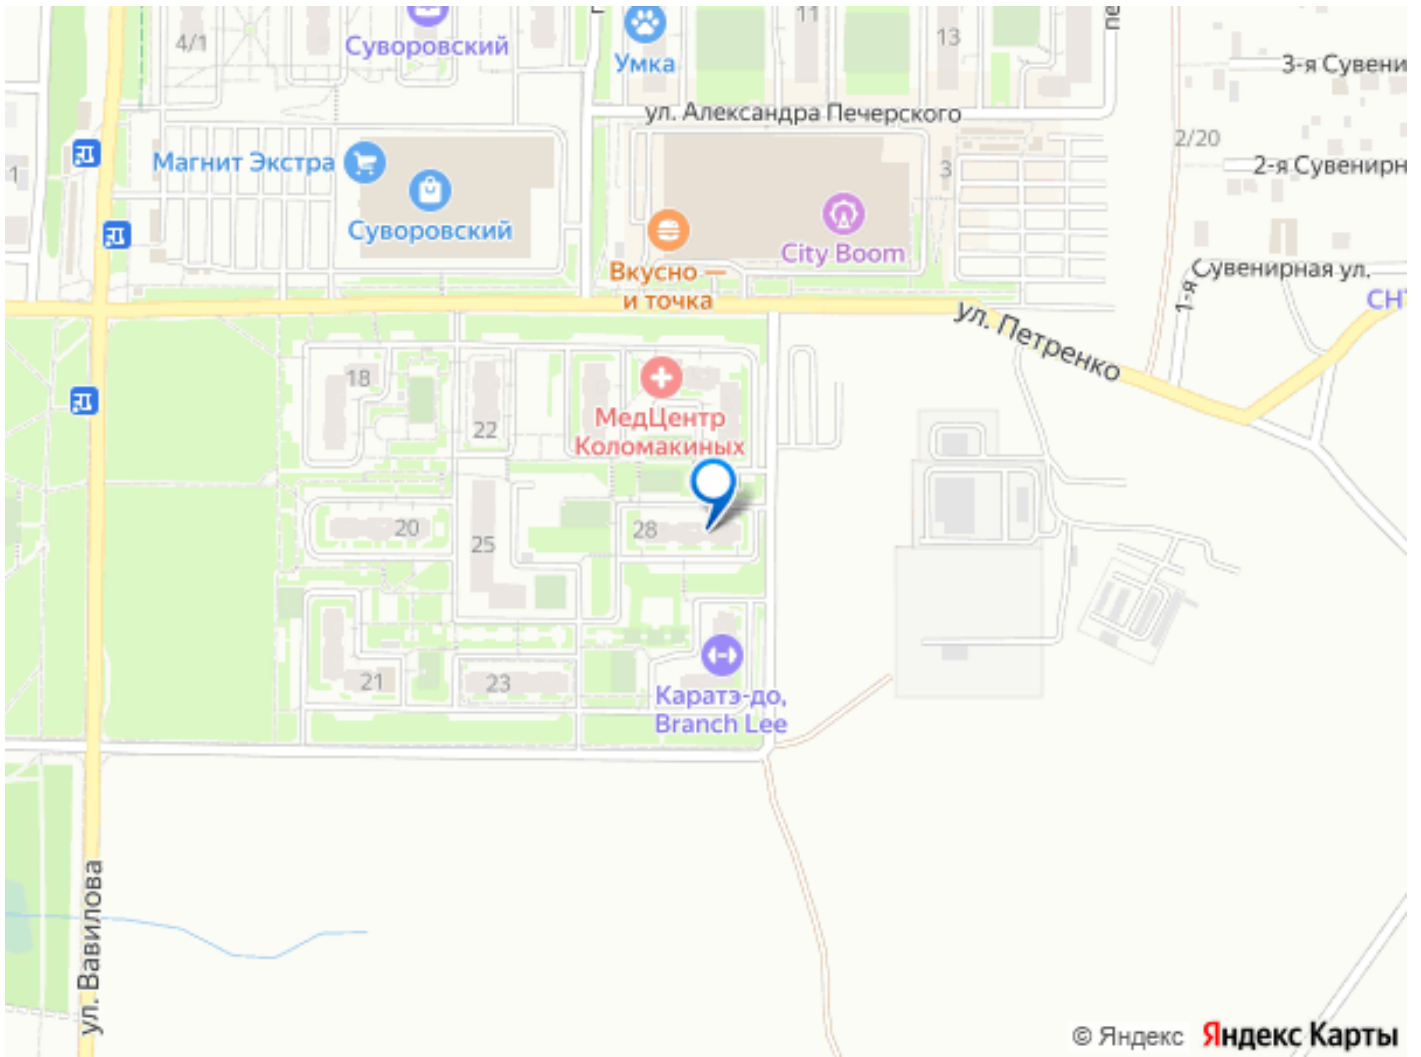 4/1
Суворовский
Умка
11
13
3-я Сувени
ул. Александра Печерского
2/20
2-я Сувенирн
1
Магнит Экстра
3
Суворовский
City Boom
Вкусно —
и точка
1-я Сувенирная ул.
СНТ
ул. Петренко
18
22
МедЦентр
Коломакиных
20
25
28
21
23
Каратэ-до,
Branch Lee
ул. Вавилова
© Яндекс Яндекс Карты